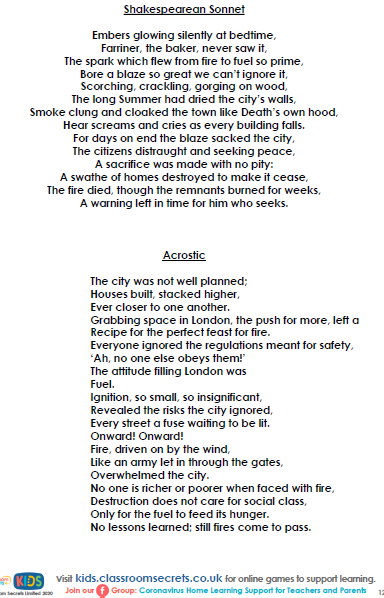 Shakespearean Sonnet
Embers glowing silently at bedtime,
Farriner, the baker, never saw it,
The spark which flew from fire to fuel so prime,
Bore a blaze so great we can't ignore it,
Scorching, crackling, gorging on wood,
The long Summer had dried the city's walls,
Smoke clung and cloaked the town like Death's own hood,
Hear screams and cries as every building falls.
For days on end the blaze sacked the city,
The citizens distraught and seeking peace,
A sacrifice was made with no pity:
A swathe of homes destroyed to make it cease,
The fire died, though the remnants burned for weeks,
A warning left in time for him who seeks.
Acrostic
The city was not well planned;
Houses built, stacked higher,
Ever closer to one another.
Grabbing space in London, the push for more, left a
Recipe for the perfect feast for fire.
Everyone ignored the regulations meant for safety,
'Ah, no one else obeys them!'
The attitude filling London was
Fuel.
Ignition, so small, so insignificant,
Revealed the risks the city ignored,
Every street a fuse waiting to be lit.
Onward! Onward!
Fire, driven on by the wind,
Like an army let in through the gates,
Overwhelmed the city.
No one is richer or poorer when faced with fire,
Destruction does not care for social class,
Only for the fuel to feed its hunger.
No lessons learned; still fires come to pass.
KiDS
Visit kids.classroomsecrets.co.uk for online games to support learning.
Join our f Group: Coronavirus Home Learning Support for Teachers and Parents
Secrets Limited 2020
12